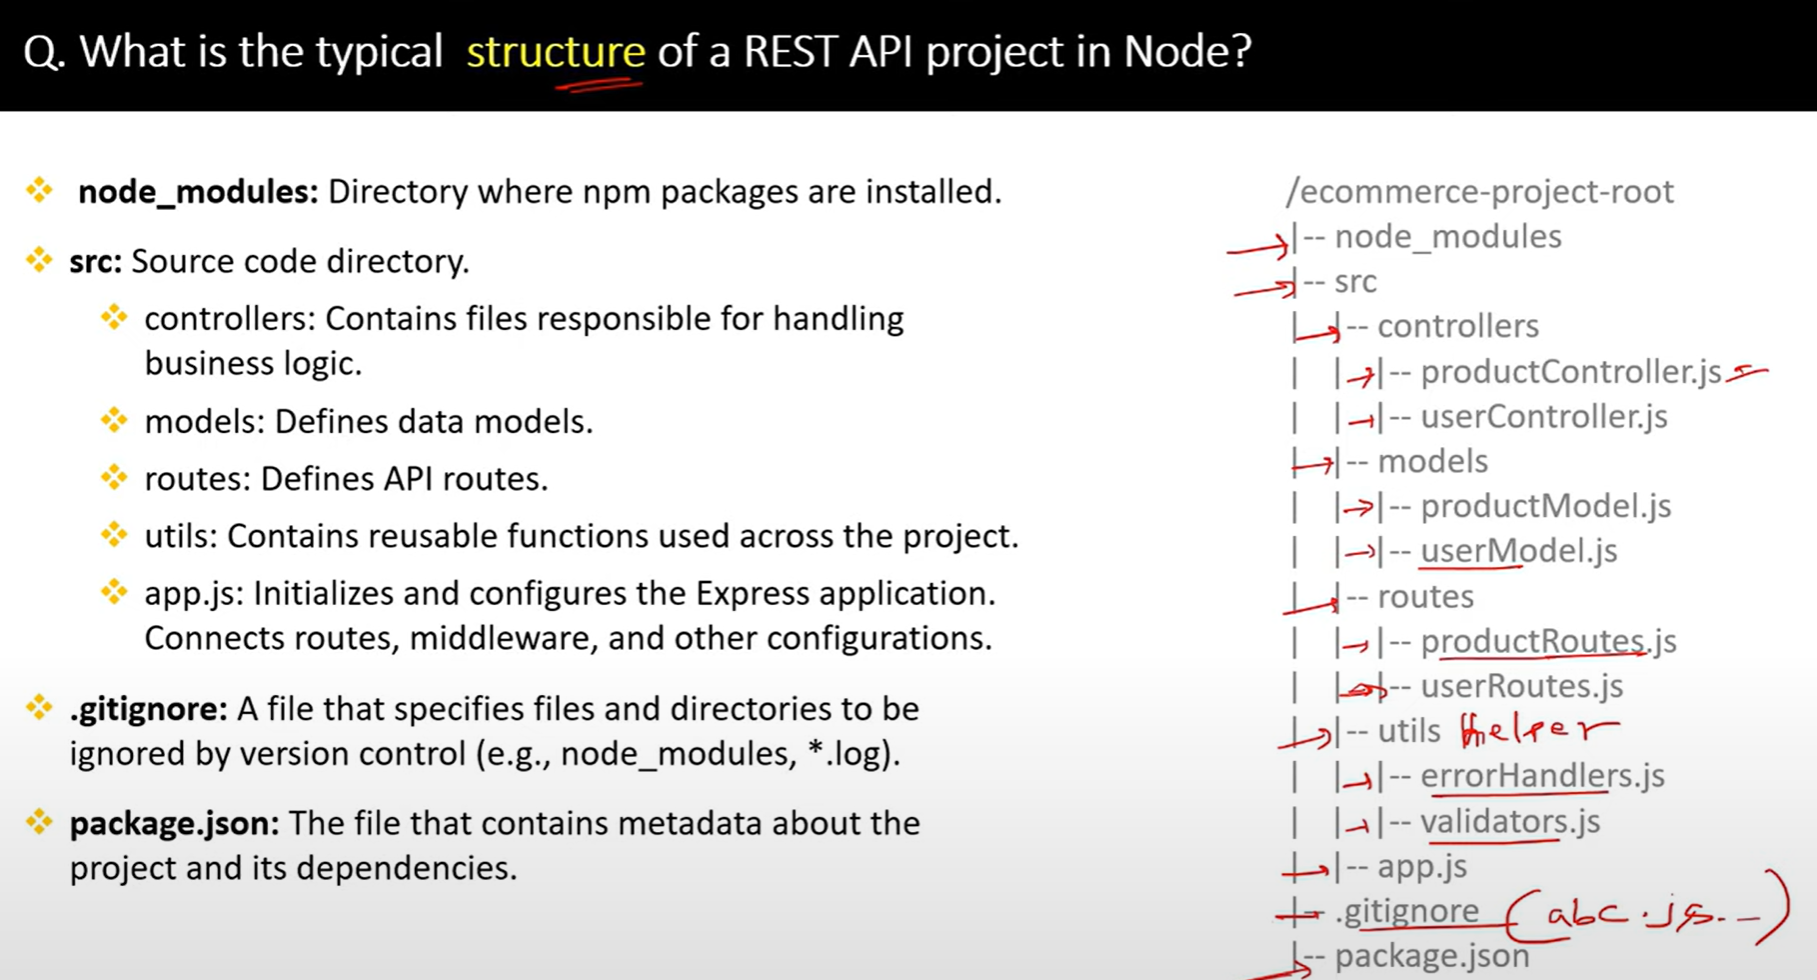 Q. What is the typical structure of a REST API project in Node?
node_modules: Directory where npm packages are installed.
src: Source code directory.
controllers: Contains files responsible for handling
business logic.
models: Defines data models.
routes: Defines API routes.
utils: Contains reusable functions used across the project.
app.js: Initializes and configures the Express application.
Connects routes, middleware, and other configurations.
.gitignore: A file that specifies files and directories to be
ignored by version control (e.g., node_modules, *.log).
package.json: The file that contains metadata about the
project and its dependencies.
/ecommerce-project-root
|-- node_modules
|-- src
| |-- controllers
| | |-- productController.js
| | |-- userController.js
| |-- models
| | |-- productModel.js
| | |-- userModel.js
| |-- routes
| | |-- productRoutes.js
| | |-- userRoutes.js
| |-- utils Helper
| | |-- errorHandlers.js
| | |-- validators.js
| |-- app.js
|-- .gitignore (abc.js. _)
|-- package.json